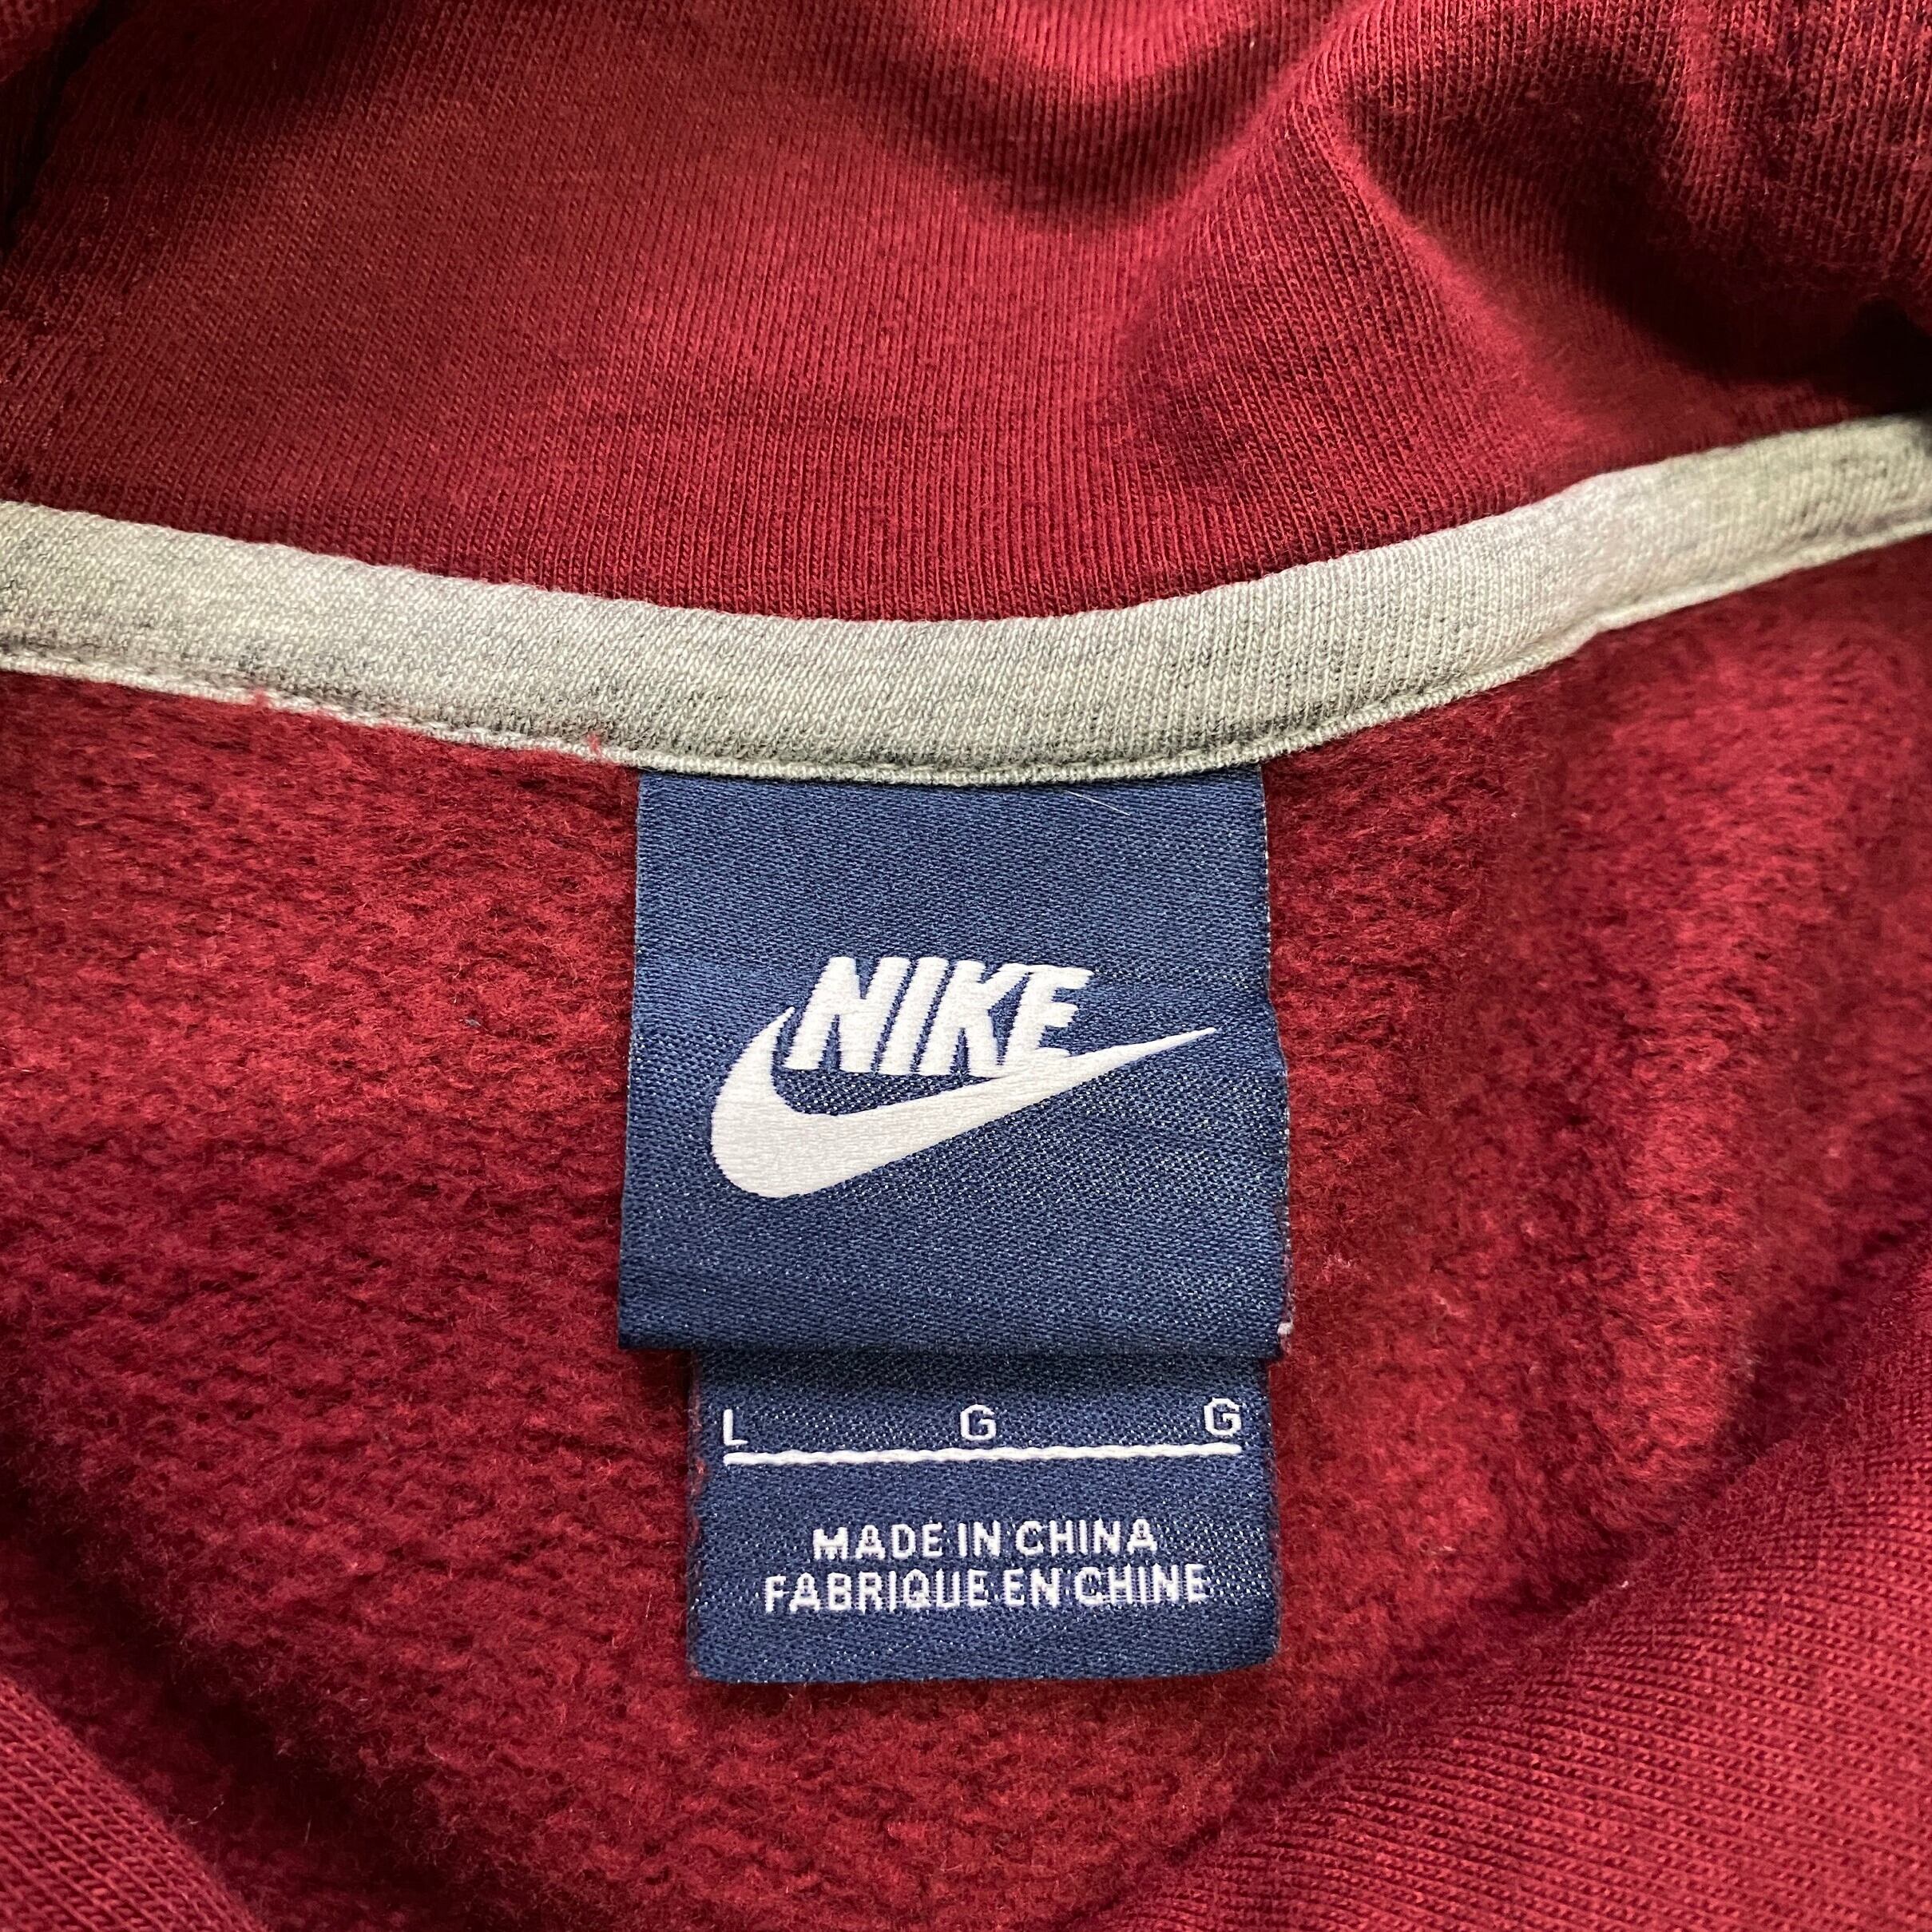 NIKE
L G G
MADE IN CHINA
FABRIQUE EN CHINE